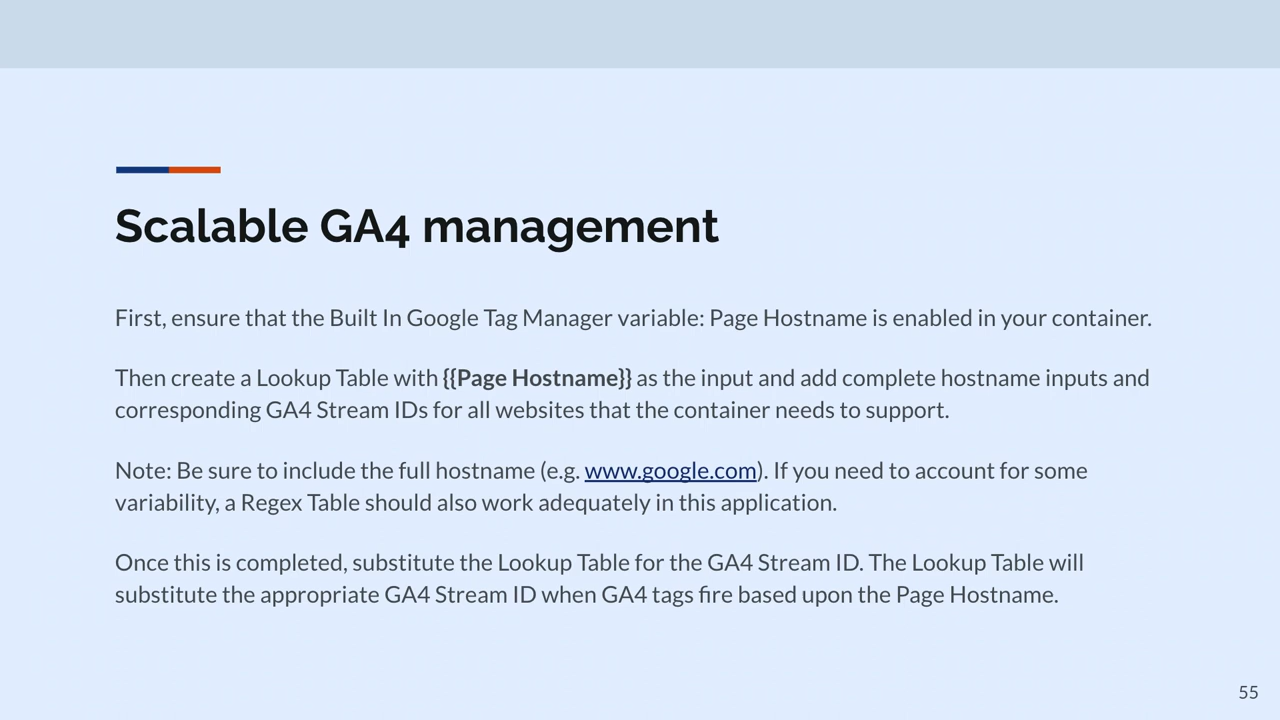 Scalable GA4 management
First, ensure that the Built In Google Tag Manager variable: Page Hostname is enabled in your container.
Then create a Lookup Table with {{Page Hostname}} as the input and add complete hostname inputs and
corresponding GA4 Stream IDs for all websites that the container needs to support.
Note: Be sure to include the full hostname (e.g. www.google.com). If you need to account for some
variability, a Regex Table should also work adequately in this application.
Once this is completed, substitute the Lookup Table for the GA4 Stream ID. The Lookup Table will
substitute the appropriate GA4 Stream ID when GA4 tags fire based upon the Page Hostname.
55